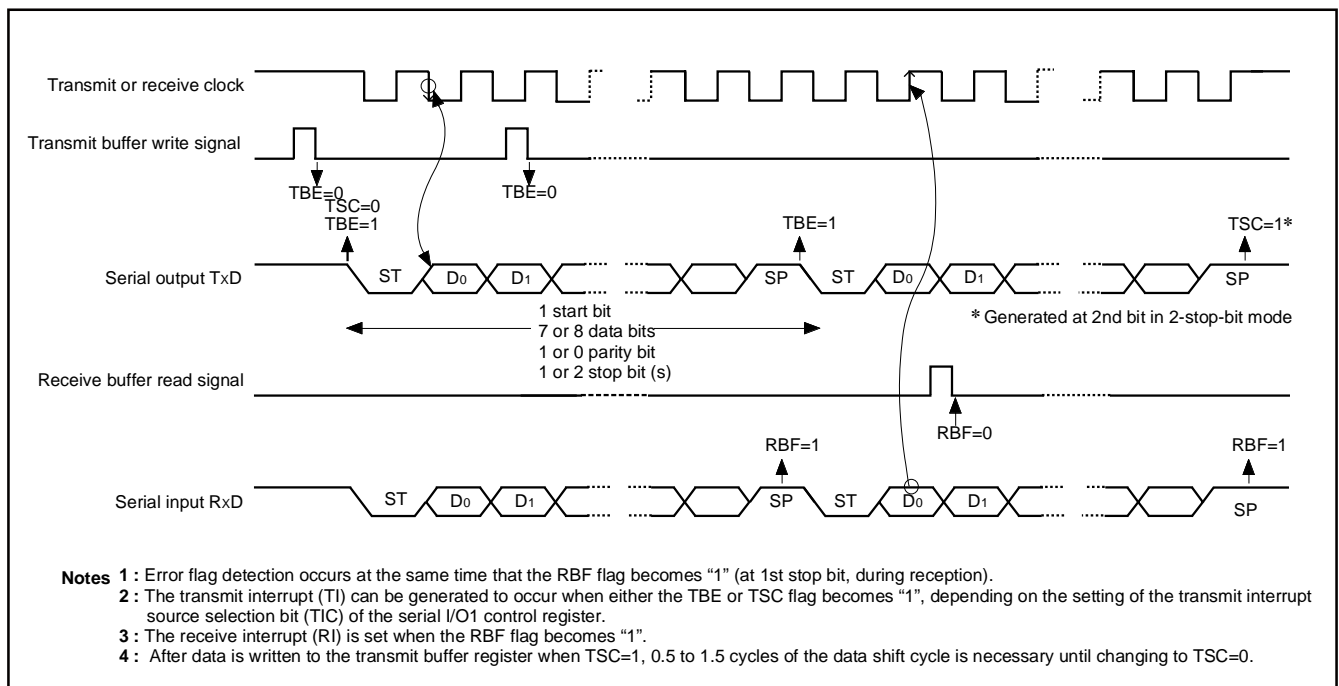 Transmit or receive clock
Transmit buffer write signal
TBE=0
TSC=0
TBE=1
TBE=0
TBE=1
TSC=1*
Serial output TxD
ST
D0
D1
SP
ST
D0
D1
SP
1 start bit
7 or 8 data bits
1 or 0 parity bit
1 or 2 stop bit (s)
* Generated at 2nd bit in 2-stop-bit mode
Receive buffer read signal
RBF=0
RBF=1
RBF=1
Serial input RxD
ST
D0
D1
SP
ST
D0
D1
SP
Notes 1 : Error flag detection occurs at the same time that the RBF flag becomes “1” (at 1st stop bit, during reception).
2 : The transmit interrupt (TI) can be generated to occur when either the TBE or TSC flag becomes “1”, depending on the setting of the transmit interrupt
source selection bit (TIC) of the serial I/O1 control register.
3 : The receive interrupt (RI) is set when the RBF flag becomes “1”.
4 : After data is written to the transmit buffer register when TSC=1, 0.5 to 1.5 cycles of the data shift cycle is necessary until changing to TSC=0.